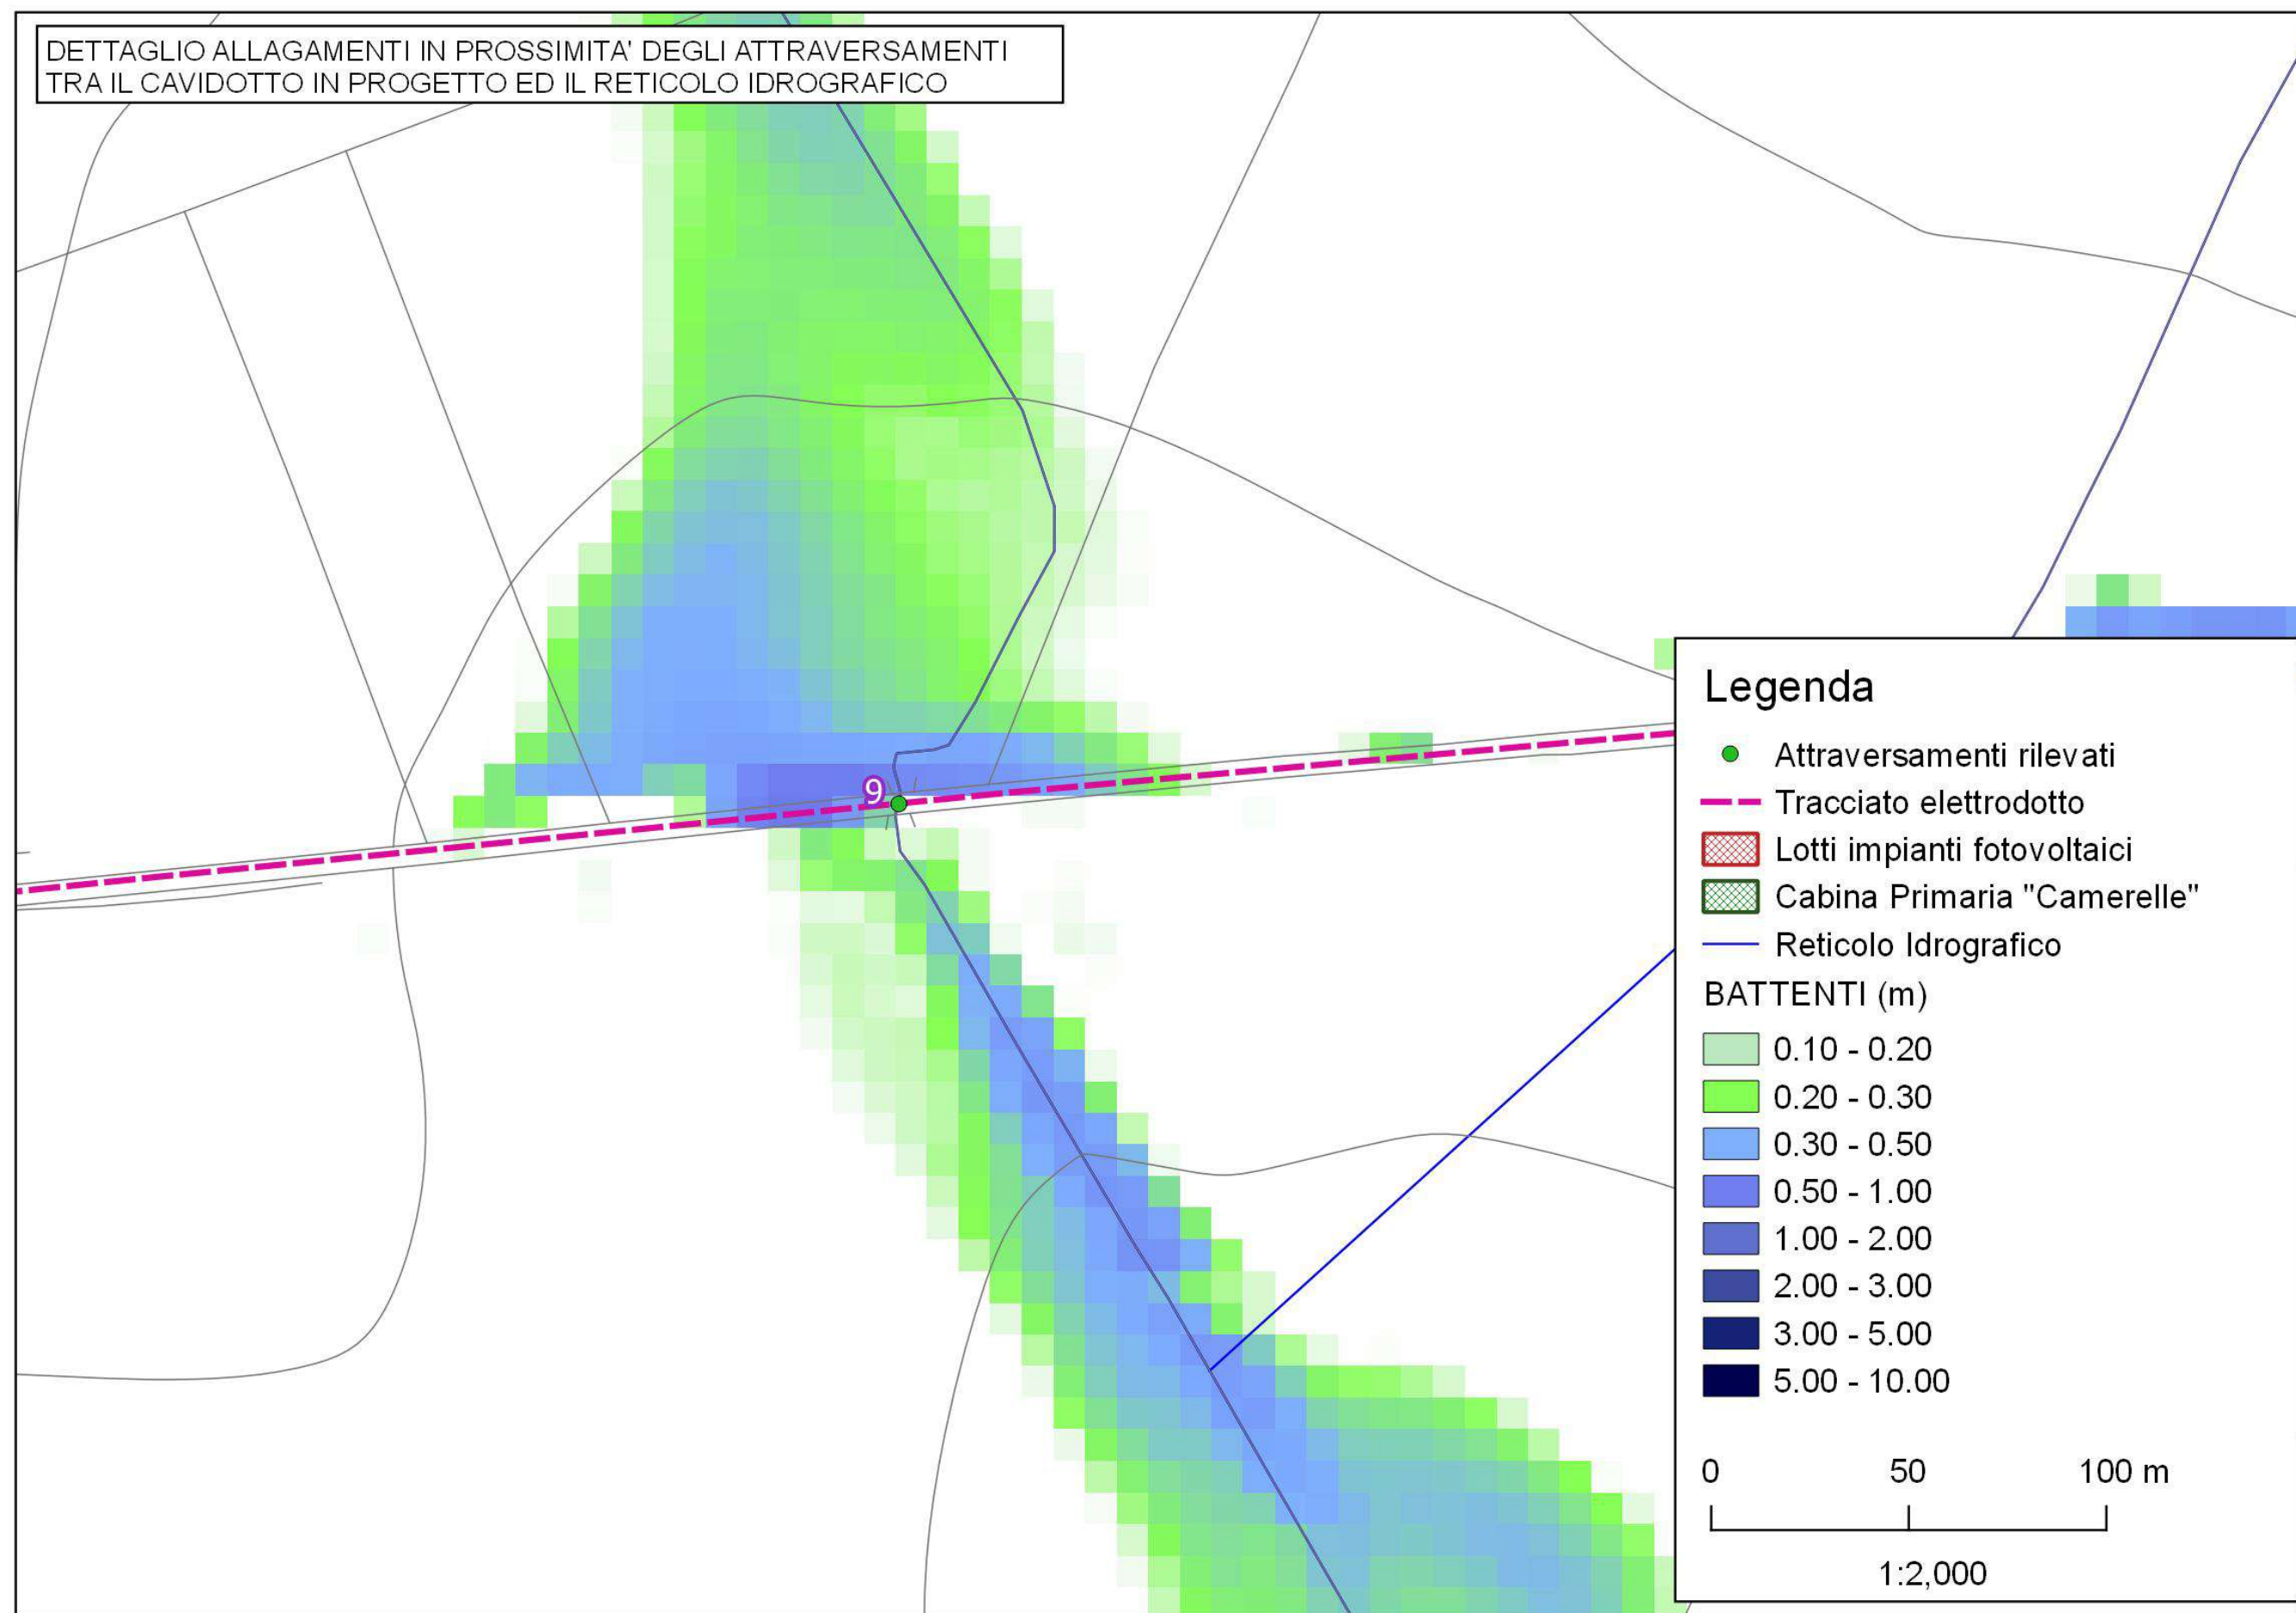 DETTAGLIO ALLAGAMENTI IN PROSSIMITA' DEGLI ATTRAVERSAMENTI
TRA IL CAVIDOTTO IN PROGETTO ED IL RETICOLO IDROGRAFICO
9
Legenda
Attraversamenti rilevati
Tracciato elettrodotto
Lotti impianti fotovoltaici
Cabina Primaria "Camerelle"
Reticolo Idrografico
BATTENTI (m)
0.10 - 0.20
0.20 - 0.30
0.30 - 0.50
0.50 - 1.00
1.00 - 2.00
2.00 - 3.00
3.00 - 5.00
5.00 - 10.00
0 50 100 m
1:2,000